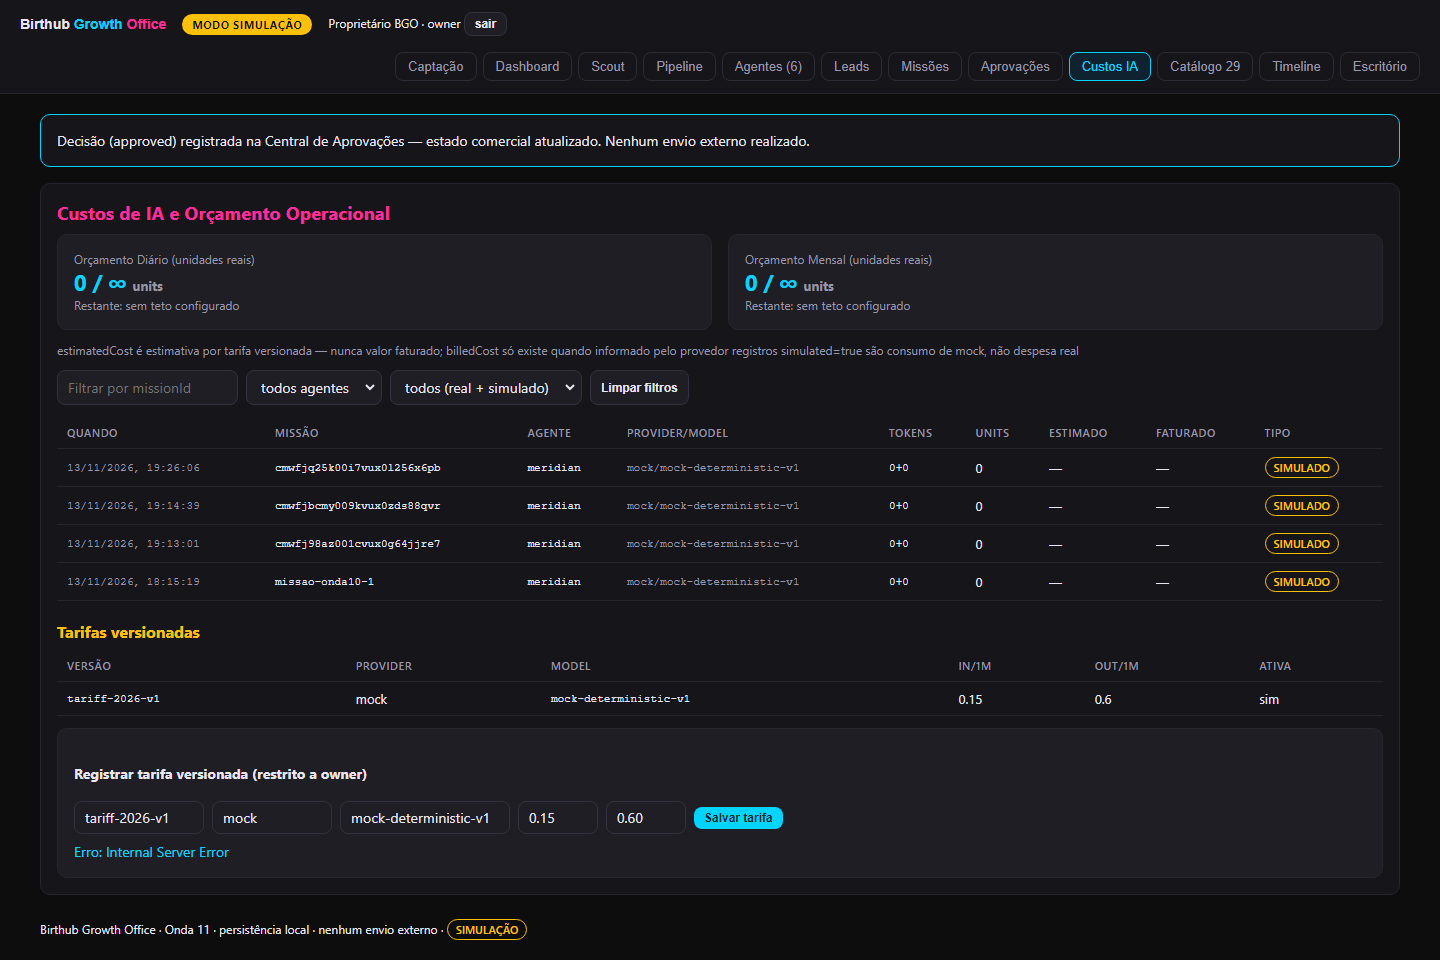 Birthub Growth Office MODO SIMULAÇÃO Proprietário BGO · owner sair
Captação Dashboard Scout Pipeline Agentes (6) Leads Missões Aprovações Custos IA Catálogo 29 Timeline Escritório
Decisão (approved) registrada na Central de Aprovações — estado comercial atualizado. Nenhum envio externo realizado.
Custos de IA e Orçamento Operacional
Orçamento Diário (unidades reais)
0 / ∞ units
Restante: sem teto configurado
Orçamento Mensal (unidades reais)
0 / ∞ units
Restante: sem teto configurado
estimatedCost é estimativa por tarifa versionada — nunca valor faturado; billedCost só existe quando informado pelo provedor registros simulated=true são consumo de mock, não despesa real
Filtrar por missionId todos agentes todos (real + simulado) Limpar filtros
QUANDO MISSÃO AGENTE PROVIDER/MODEL TOKENS UNITS ESTIMADO FATURADO TIPO
13/11/2026, 19:26:06 cmwfjq25k00i7vux0l256x6pb meridian mock/mock-deterministic-v1 0+0 0 — — SIMULADO
13/11/2026, 19:14:39 cmwfjbcmy009kvux0zds88qvr meridian mock/mock-deterministic-v1 0+0 0 — — SIMULADO
13/11/2026, 19:13:01 cmwfj98az001cvux0g64jjre7 meridian mock/mock-deterministic-v1 0+0 0 — — SIMULADO
13/11/2026, 18:15:19 missao-onda10-1 meridian mock/mock-deterministic-v1 0+0 0 — — SIMULADO
Tarifas versionadas
VERSÃO PROVIDER MODEL IN/1M OUT/1M ATIVA
tariff-2026-v1 mock mock-deterministic-v1 0.15 0.6 sim
Registrar tarifa versionada (restrito a owner)
tariff-2026-v1 mock mock-deterministic-v1 0.15 0.60 Salvar tarifa
Erro: Internal Server Error
Birthub Growth Office · Onda 11 · persistência local · nenhum envio externo · SIMULAÇÃO